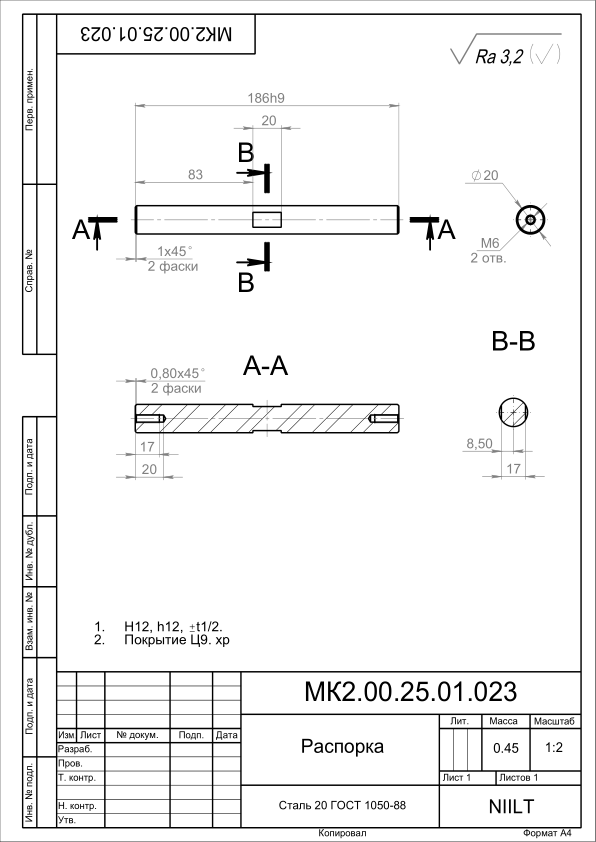 МК2.00.25.01.023
Ra 3,2 (√)
Перв. примен.
Справ. №
Подп. и дата
Инв. № дубл.
Взам. инв. №
Подп. и дата
Инв. № подл.
186h9
20
83
B
B
A
A
1x45°
2 фаски
⌀20
M6
2 отв.
A-A
B-B
0,80x45°
2 фаски
17
20
8,50
17
1. H12, h12, ±t1/2.
2. Покрытие Ц9. хр
МК2.00.25.01.023
Изм Лист № докум. Подп. Дата
Разраб.
Пров.
Т. контр.
Н. контр.
Утв.
Распорка
Лит. Масса Масштаб
0.45 1:2
Лист 1 Листов 1
Сталь 20 ГОСТ 1050-88
NIILT
Копировал Формат А4